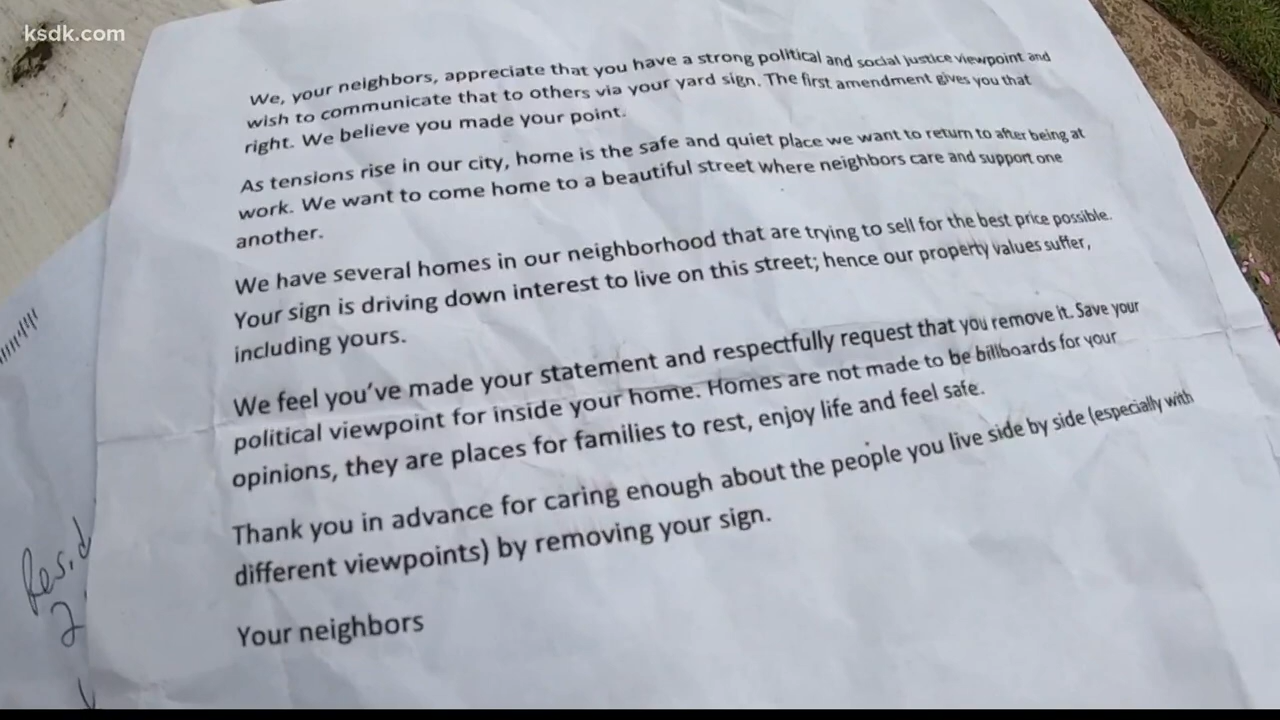 ksdk.com
We, your neighbors, appreciate that you have a strong political and social justice viewpoint and
wish to communicate that to others via your yard sign. The first amendment gives you that
right. We believe you made your point.
As tensions rise in our city, home is the safe and quiet place we want to return to after being at
work. We want to come home to a beautiful street where neighbors care and support one
another.
We have several homes in our neighborhood that are trying to sell for the best price possible.
Your sign is driving down interest to live on this street; hence our property values suffer,
including yours.
We feel you've made your statement and respectfully request that you remove it. Save your
political viewpoint for inside your home. Homes are not made to be billboards for your
opinions, they are places for families to rest, enjoy life and feel safe.
Thank you in advance for caring enough about the people you live side by side (especially with
different viewpoints) by removing your sign.
Your neighbors
Resid
2